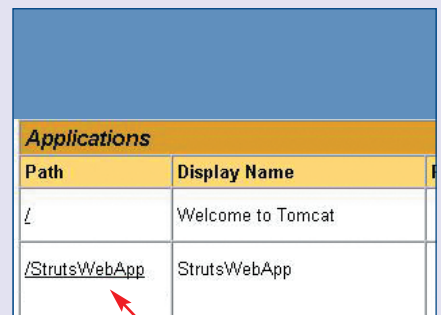 Applications
Path Display Name
/ Welcome to Tomcat
/StrutsWebApp StrutsWebApp